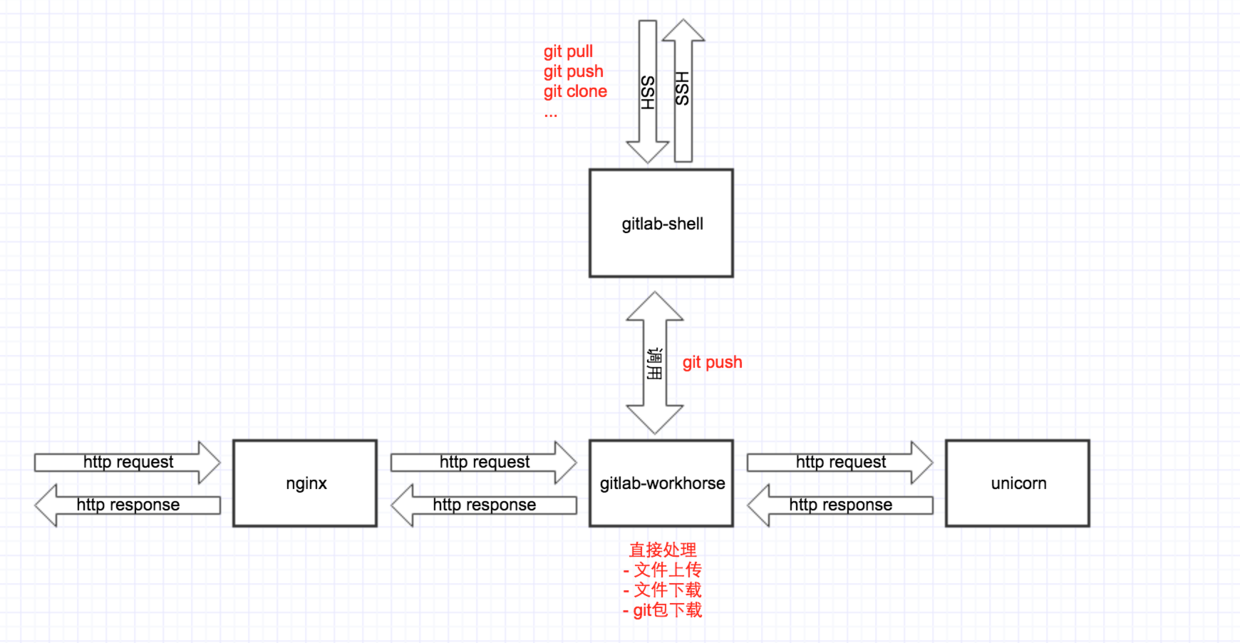 git pull
git push
git clone
...
SSH
SSH
gitlab-shell
调用
git push
http request
http response
nginx
http request
http response
gitlab-workhorse
http request
http response
unicorn
直接处理
- 文件上传
- 文件下载
- git包下载